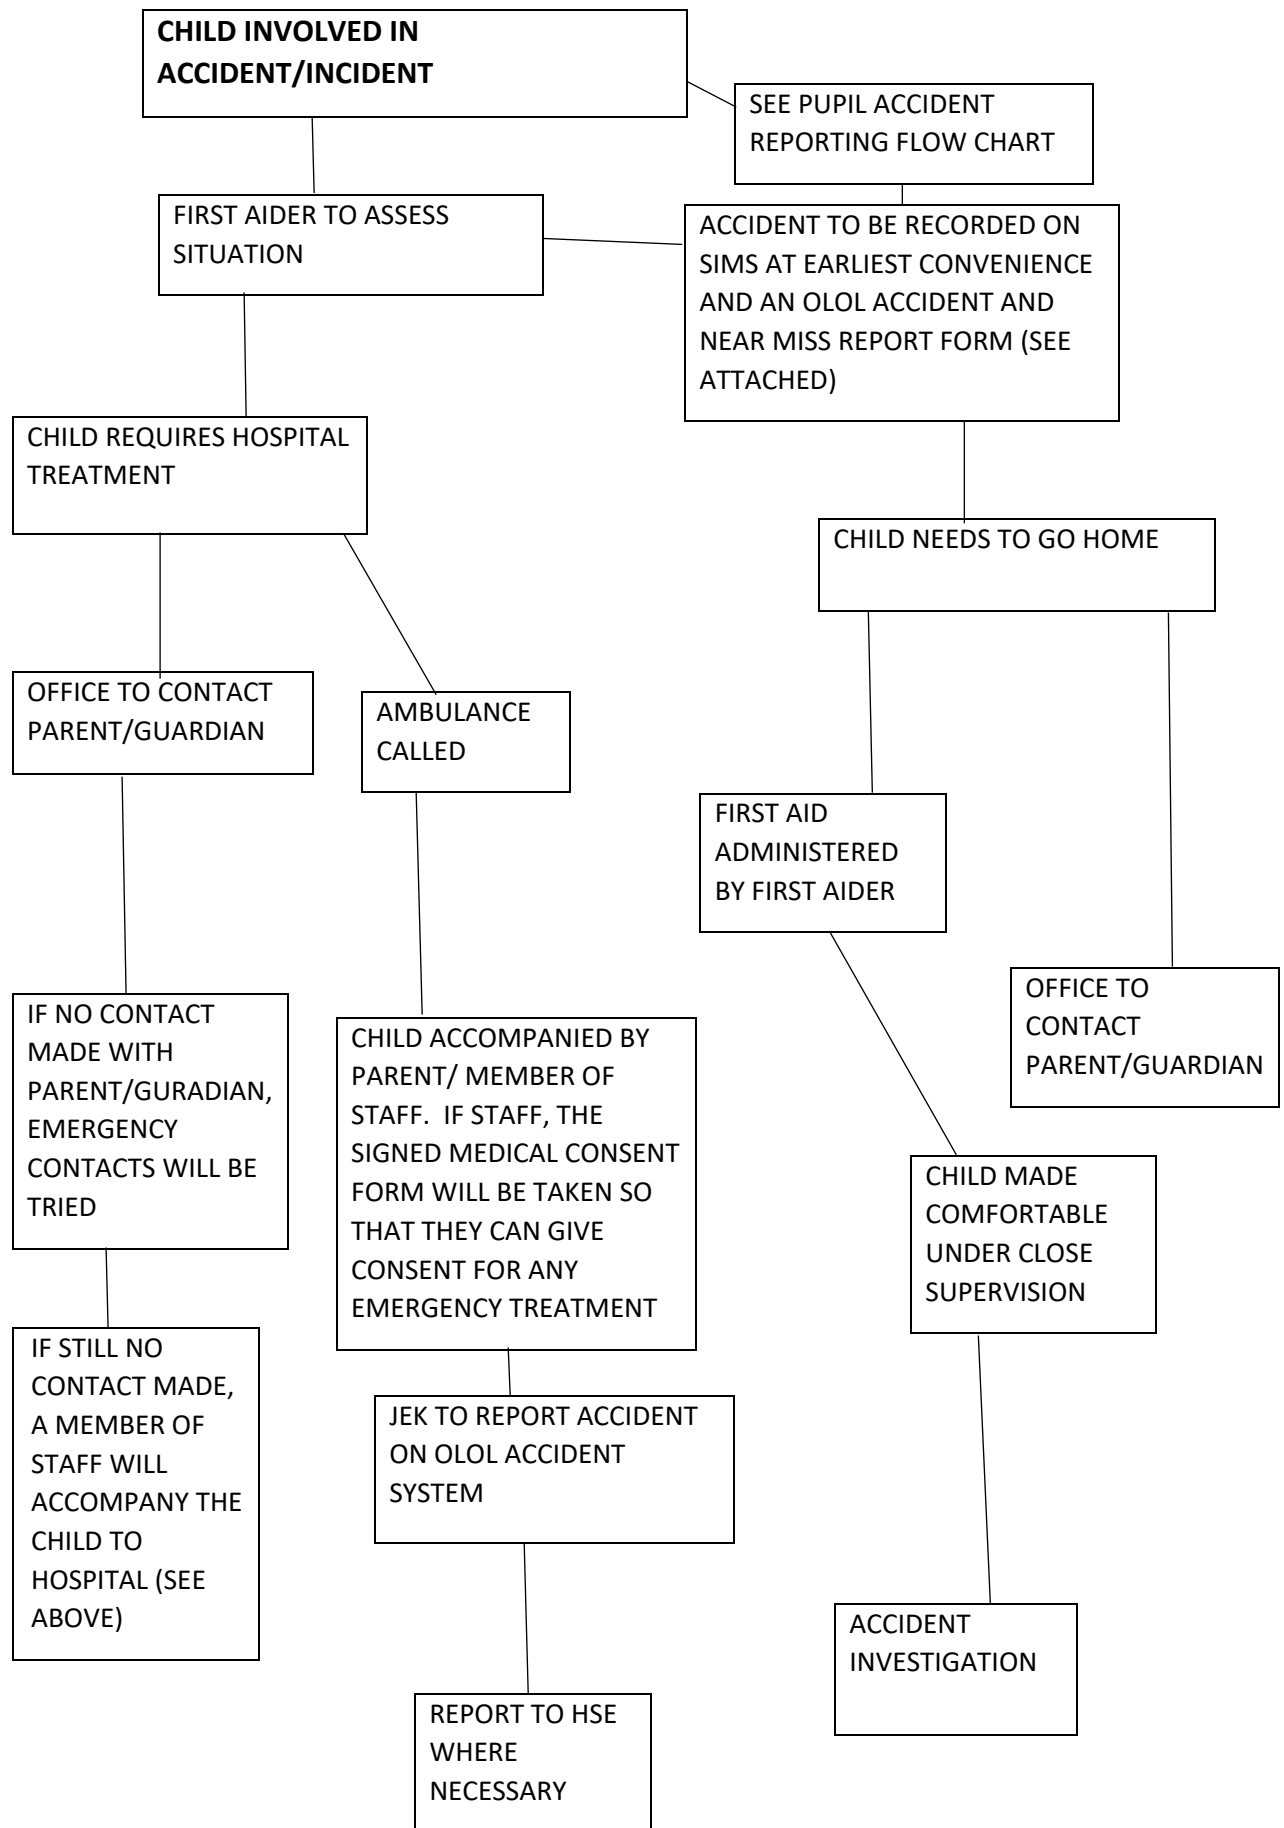 CHILD INVOLVED IN
ACCIDENT/INCIDENT
SEE PUPIL ACCIDENT
REPORTING FLOW CHART
FIRST AIDER TO ASSESS
SITUATION
ACCIDENT TO BE RECORDED ON
SIMS AT EARLIEST CONVENIENCE
AND AN OLOL ACCIDENT AND
NEAR MISS REPORT FORM (SEE
ATTACHED)
CHILD REQUIRES HOSPITAL
TREATMENT
CHILD NEEDS TO GO HOME
OFFICE TO CONTACT
PARENT/GUARDIAN
AMBULANCE
CALLED
FIRST AID
ADMINISTERED
BY FIRST AIDER
OFFICE TO
CONTACT
PARENT/GUARDIAN
IF NO CONTACT
MADE WITH
PARENT/GURADIAN,
EMERGENCY
CONTACTS WILL BE
TRIED
CHILD ACCOMPANIED BY
PARENT/ MEMBER OF
STAFF.  IF STAFF, THE
SIGNED MEDICAL CONSENT
FORM WILL BE TAKEN SO
THAT THEY CAN GIVE
CONSENT FOR ANY
EMERGENCY TREATMENT
CHILD MADE
COMFORTABLE
UNDER CLOSE
SUPERVISION
IF STILL NO
CONTACT MADE,
A MEMBER OF
STAFF WILL
ACCOMPANY THE
CHILD TO
HOSPITAL (SEE
ABOVE)
JEK TO REPORT ACCIDENT
ON OLOL ACCIDENT
SYSTEM
ACCIDENT
INVESTIGATION
REPORT TO HSE
WHERE
NECESSARY